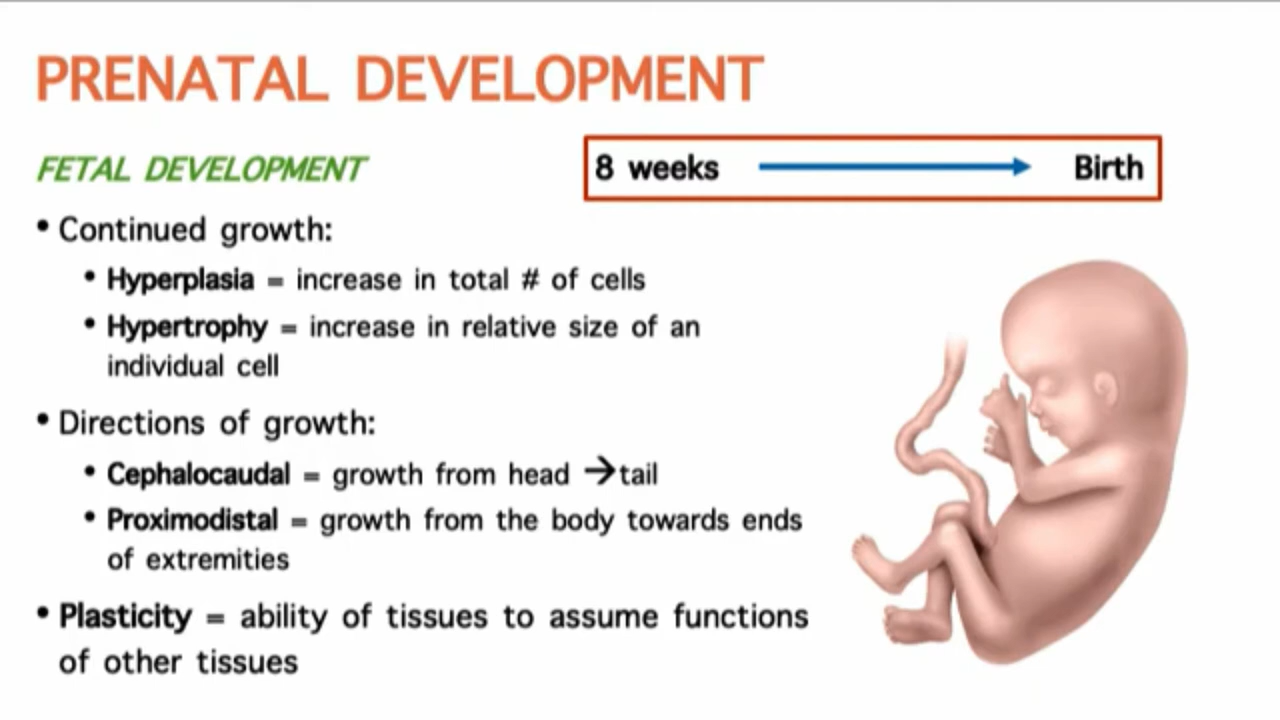 PRENATAL DEVELOPMENT
FETAL DEVELOPMENT
8 weeks → Birth
• Continued growth:
• Hyperplasia = increase in total # of cells
• Hypertrophy = increase in relative size of an
individual cell
• Directions of growth:
• Cephalocaudal = growth from head →tail
• Proximodistal = growth from the body towards ends
of extremities
• Plasticity = ability of tissues to assume functions
of other tissues